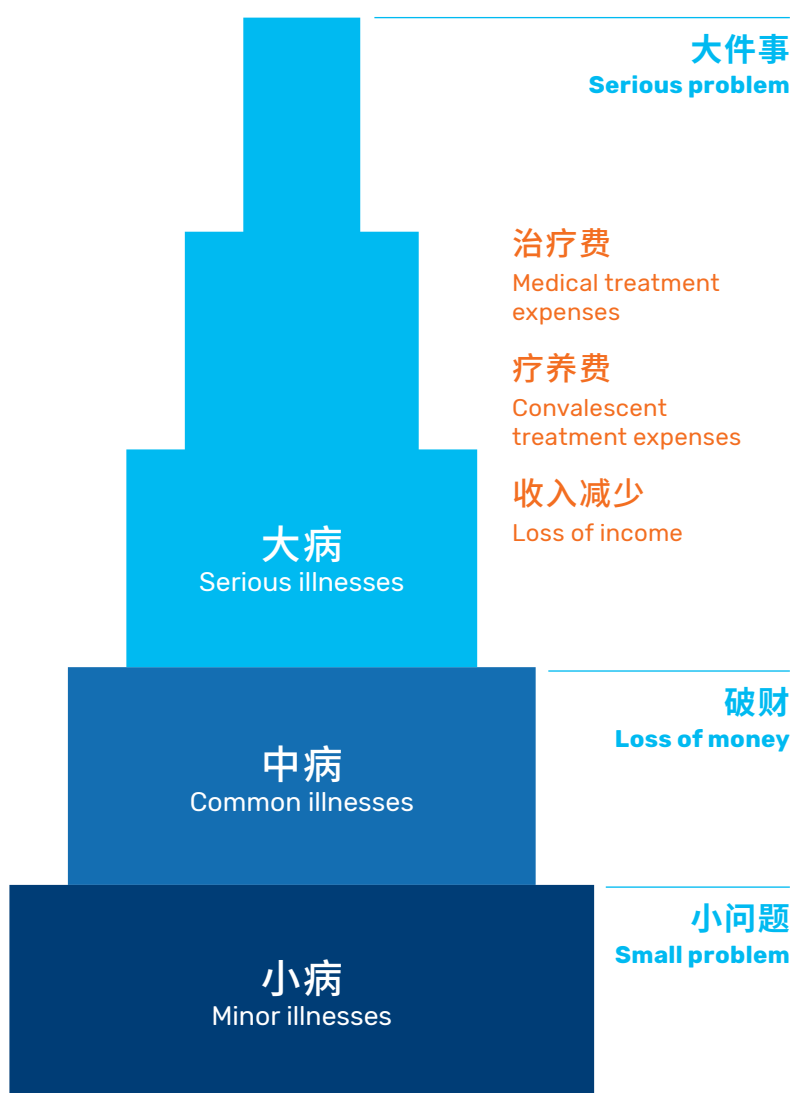 大件事
Serious problem
治疗费
Medical treatment
expenses
疗养费
Convalescent
treatment expenses
收入减少
Loss of income
大病
Serious illnesses
破财
Loss of money
中病
Common illnesses
小问题
Small problem
小病
Minor illnesses